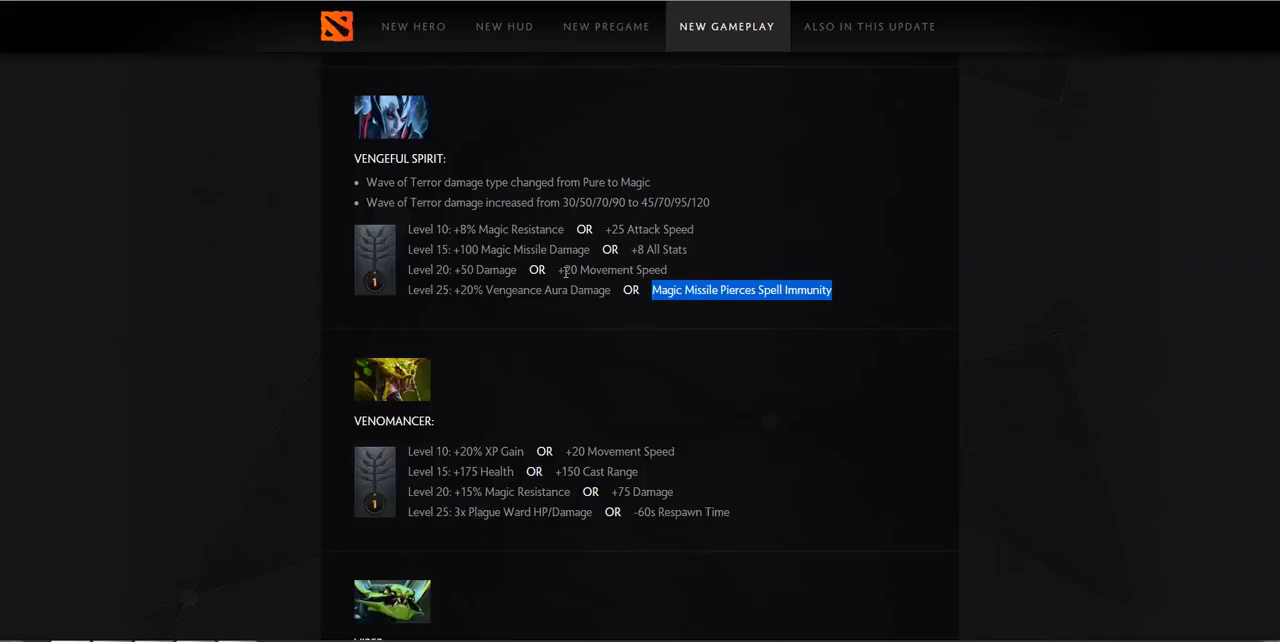 NEW HERO NEW HUD NEW PREGAME NEW GAMEPLAY ALSO IN THIS UPDATE
VENGEFUL SPIRIT:
• Wave of Terror damage type changed from Pure to Magic
• Wave of Terror damage increased from 30/50/70/90 to 45/70/95/120
Level 10: +8% Magic Resistance OR +25 Attack Speed
Level 15: +100 Magic Missile Damage OR +8 All Stats
Level 20: +50 Damage OR +20 Movement Speed
Level 25: +20% Vengeance Aura Damage OR Magic Missile Pierces Spell Immunity
1
VENOMANCER:
Level 10: +20% XP Gain OR +20 Movement Speed
Level 15: +175 Health OR +150 Cast Range
Level 20: +15% Magic Resistance OR +75 Damage
Level 25: 3x Plague Ward HP/Damage OR -60s Respawn Time
1